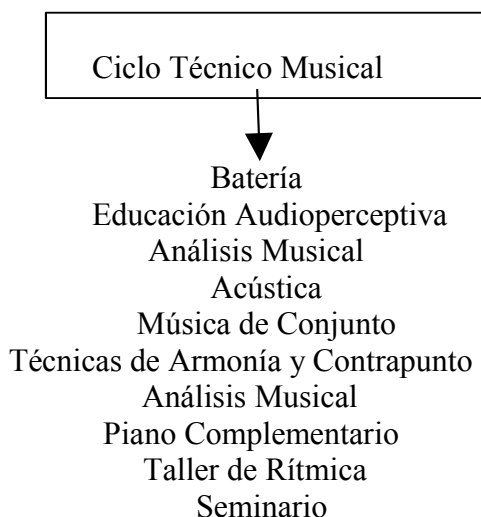 Ciclo Técnico Musical
Batería
Educación Audioperceptiva
Análisis Musical
Acústica
Música de Conjunto
Técnicas de Armonía y Contrapunto
Análisis Musical
Piano Complementario
Taller de Rítmica
Seminario